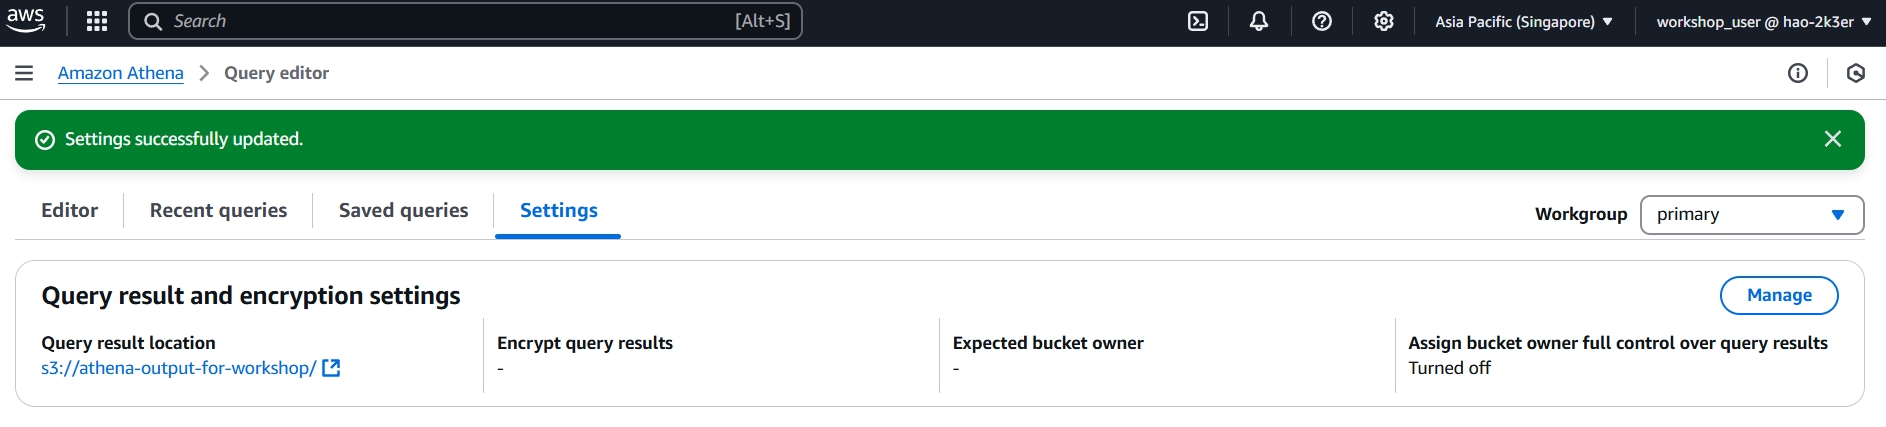 aws Search [Alt+S] Asia Pacific (Singapore) workshop_user @ hao-2k3er
Amazon Athena > Query editor
Settings successfully updated.
Editor Recent queries Saved queries Settings Workgroup primary
Query result and encryption settings Manage
Query result location Encrypt query results Expected bucket owner Assign bucket owner full control over query results
s3://athena-output-for-workshop/ - - Turned off